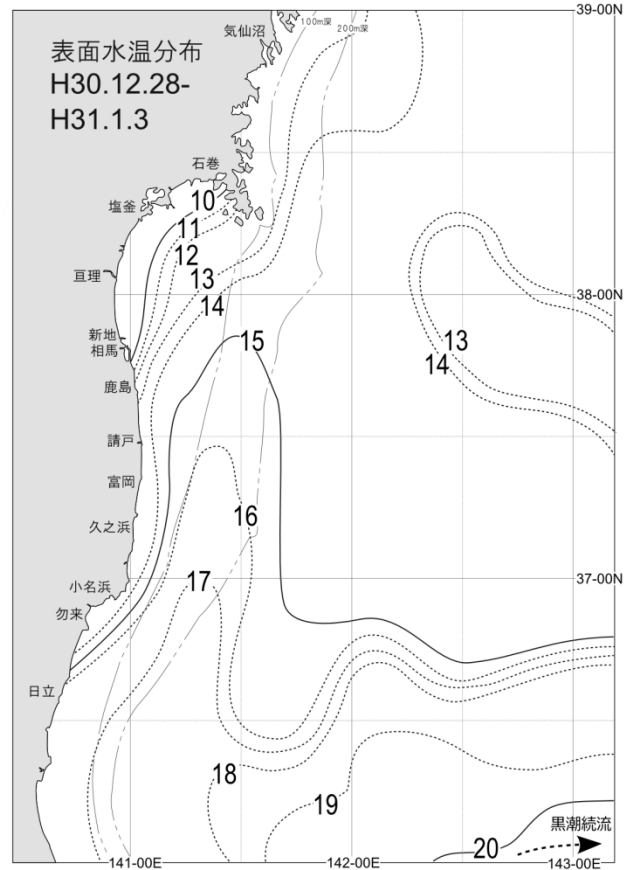 39-00N
気仙沼
100m深
200m深
表面水温分布
H30.12.28-
H31.1.3
石巻
塩釜
10
11
12
亘理
13
38-00N
14
新地
相馬
15
13
14
鹿島
請戸
富岡
16
久之浜
17
37-00N
小名浜
勿来
日立
18
19
黒潮続流
20
141-00E
142-00E
143-00E